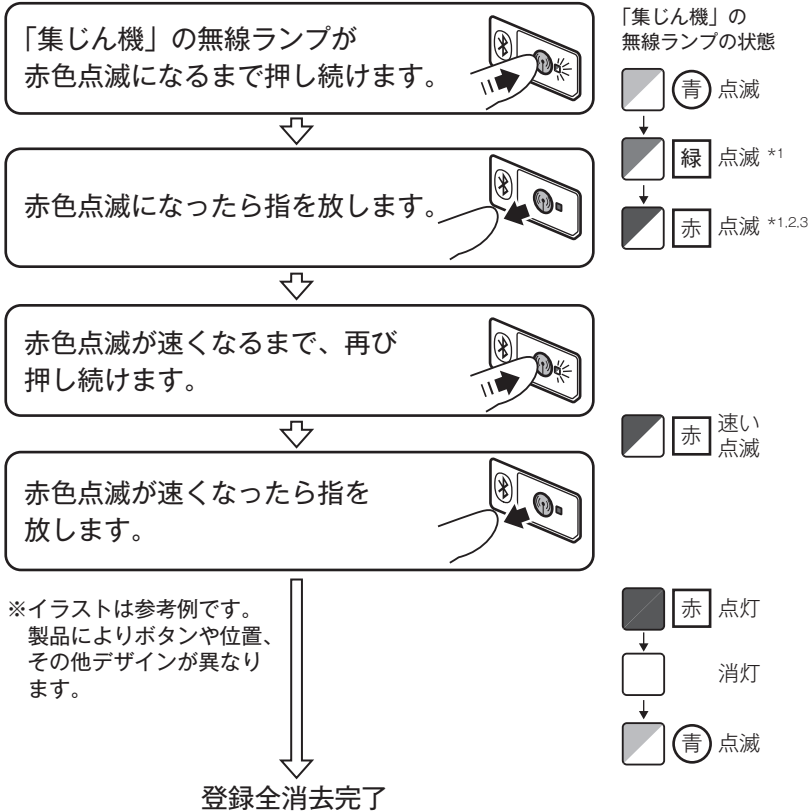 「集じん機」の無線ランプが
赤色点滅になるまで押し続けます。
「集じん機」の
無線ランプの状態
青 点滅
緑 点滅 *1
赤色点滅になったら指を放します。
赤 点滅 *1,2,3
赤色点滅が速くなるまで、再び
押し続けます。
赤 速い
点滅
赤色点滅が速くなったら指を
放します。
※イラストは参考例です。
製品によりボタンや位置、
その他デザインが異なり
ます。
赤 点灯
消灯
青 点滅
登録全消去完了